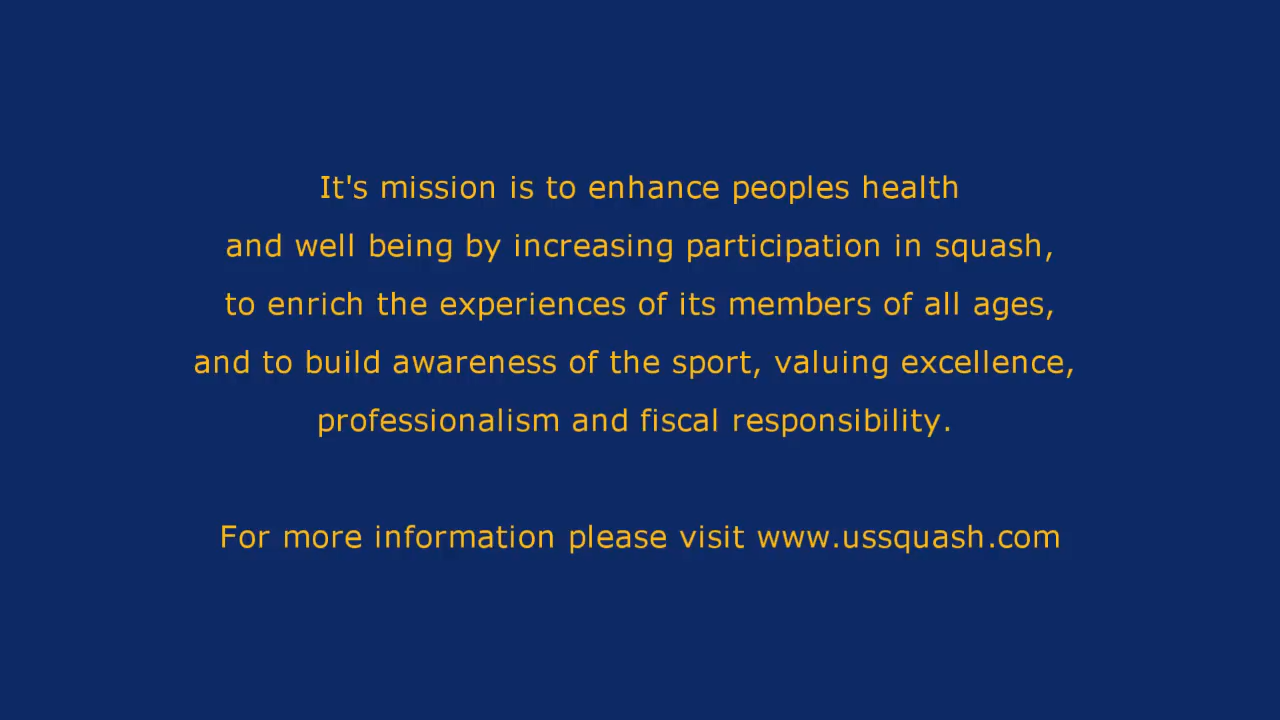 It's mission is to enhance peoples health
and well being by increasing participation in squash,
to enrich the experiences of its members of all ages,
and to build awareness of the sport, valuing excellence,
professionalism and fiscal responsibility.
For more information please visit www.ussquash.com